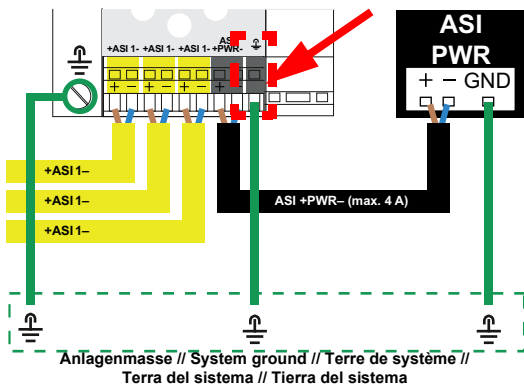 +ASI 1- +ASI 1- +ASI 1-
ASI
+PWR-
+ − + − + − + −
ASI
PWR
+ − GND
+ASI 1–
+ASI 1–
+ASI 1–
ASI +PWR– (max. 4 A)
Anlagenmasse // System ground // Terre de système //
Terra del sistema // Tierra del sistema